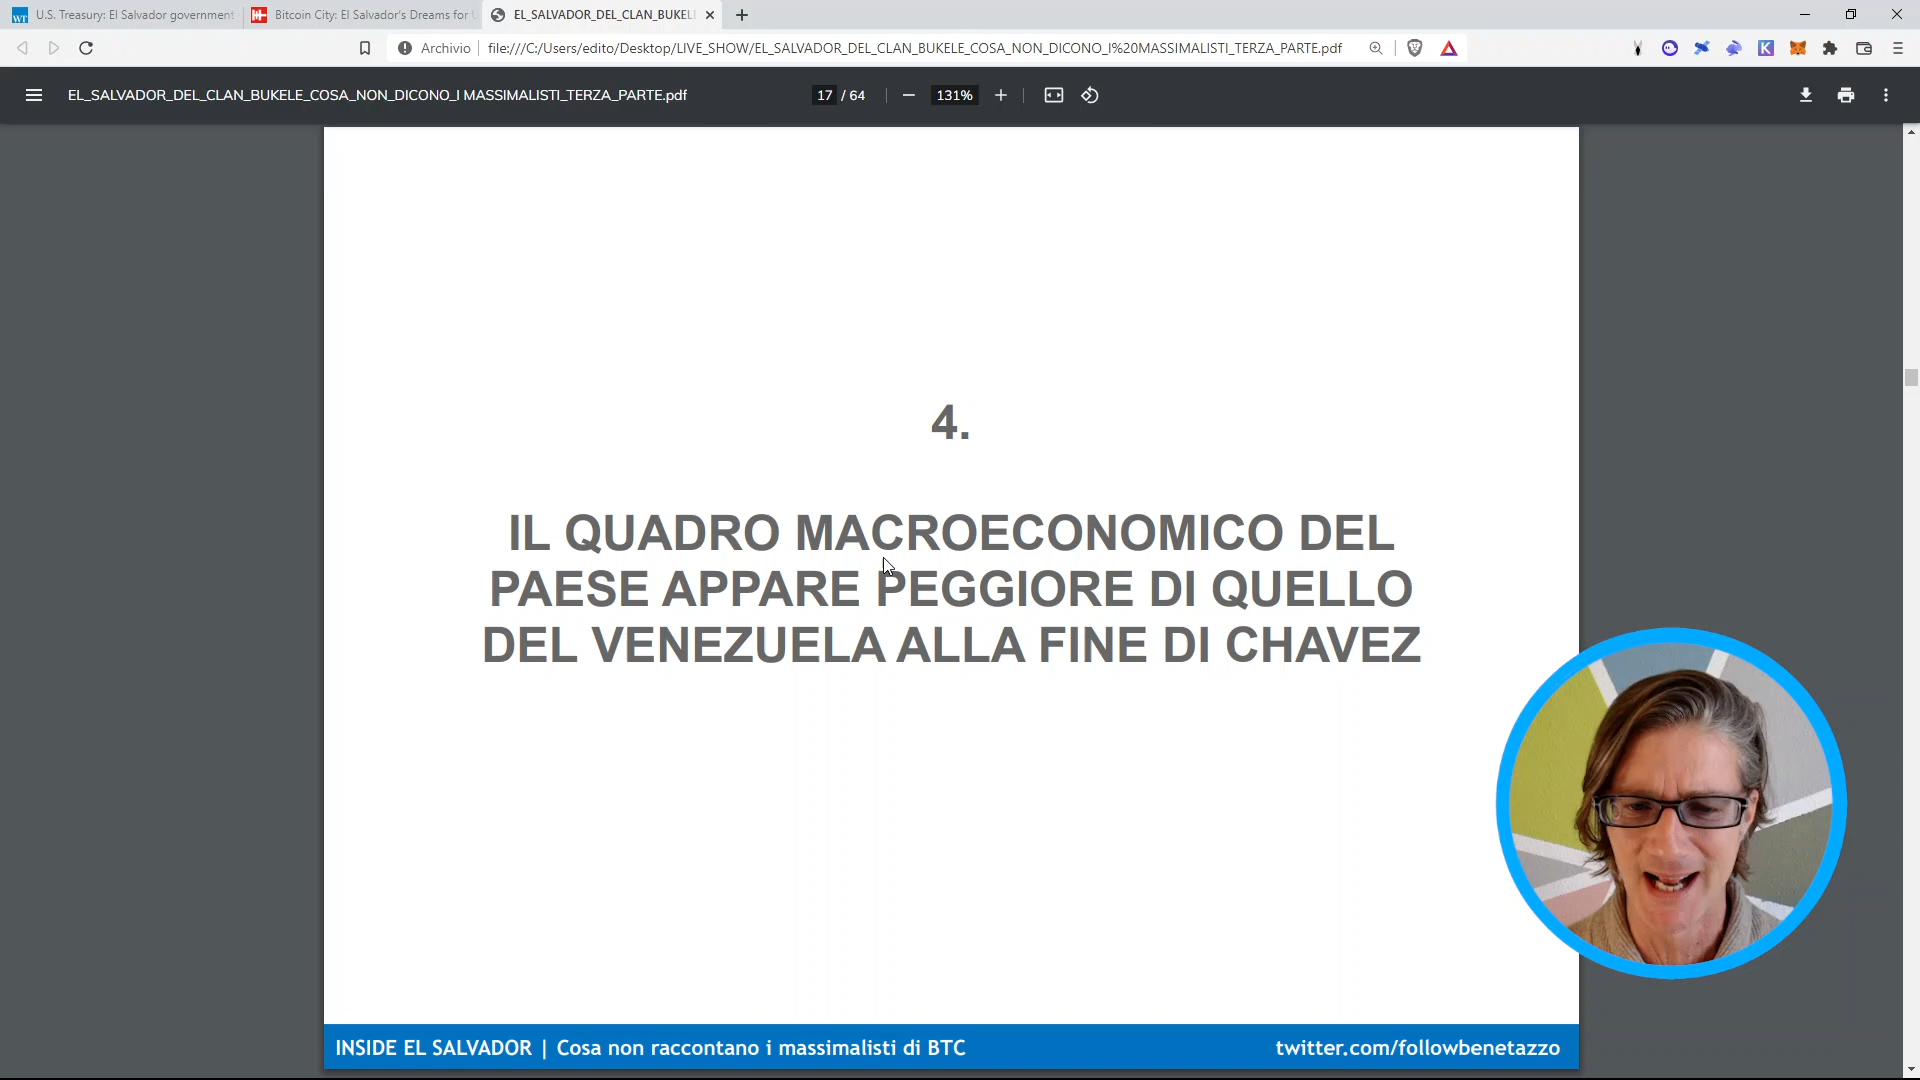 U.S. Treasury: El Salvador government
Bitcoin City: El Salvador's Dreams for
EL_SALVADOR_DEL_CLAN_BUKEL
Archivio
file:///C:/Users/edito/Desktop/LIVE_SHOW/EL_SALVADOR_DEL_CLAN_BUKELE_COSA_NON_DICONO_I%20MASSIMALISTI_TERZA_PARTE.pdf
EL_SALVADOR_DEL_CLAN_BUKELE_COSA_NON_DICONO_I MASSIMALISTI_TERZA_PARTE.pdf
17 / 64
131%
4.
IL QUADRO MACROECONOMICO DEL
PAESE APPARE PEGGIORE DI QUELLO
DEL VENEZUELA ALLA FINE DI CHAVEZ
INSIDE EL SALVADOR | Cosa non raccontano i massimalisti di BTC
twitter.com/followbenetazzo